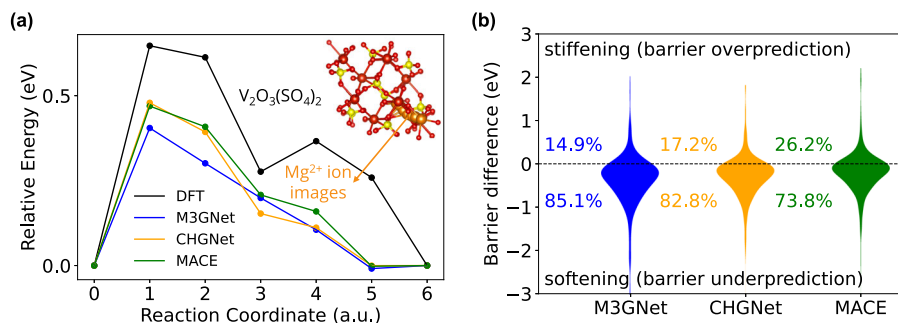 (a)
Relative Energy (eV)
0.5
0.0
V₂O₃(SO₄)₂
Mg²⁺ ion
images
DFT
M3GNet
CHGNet
MACE
0 1 2 3 4 5 6
Reaction Coordinate (a.u.)
(b)
Barrier difference (eV)
3
2
1
0
−1
−2
−3
stiffening (barrier overprediction)
14.9% 17.2% 26.2%
85.1% 82.8% 73.8%
softening (barrier underprediction)
M3GNet CHGNet MACE